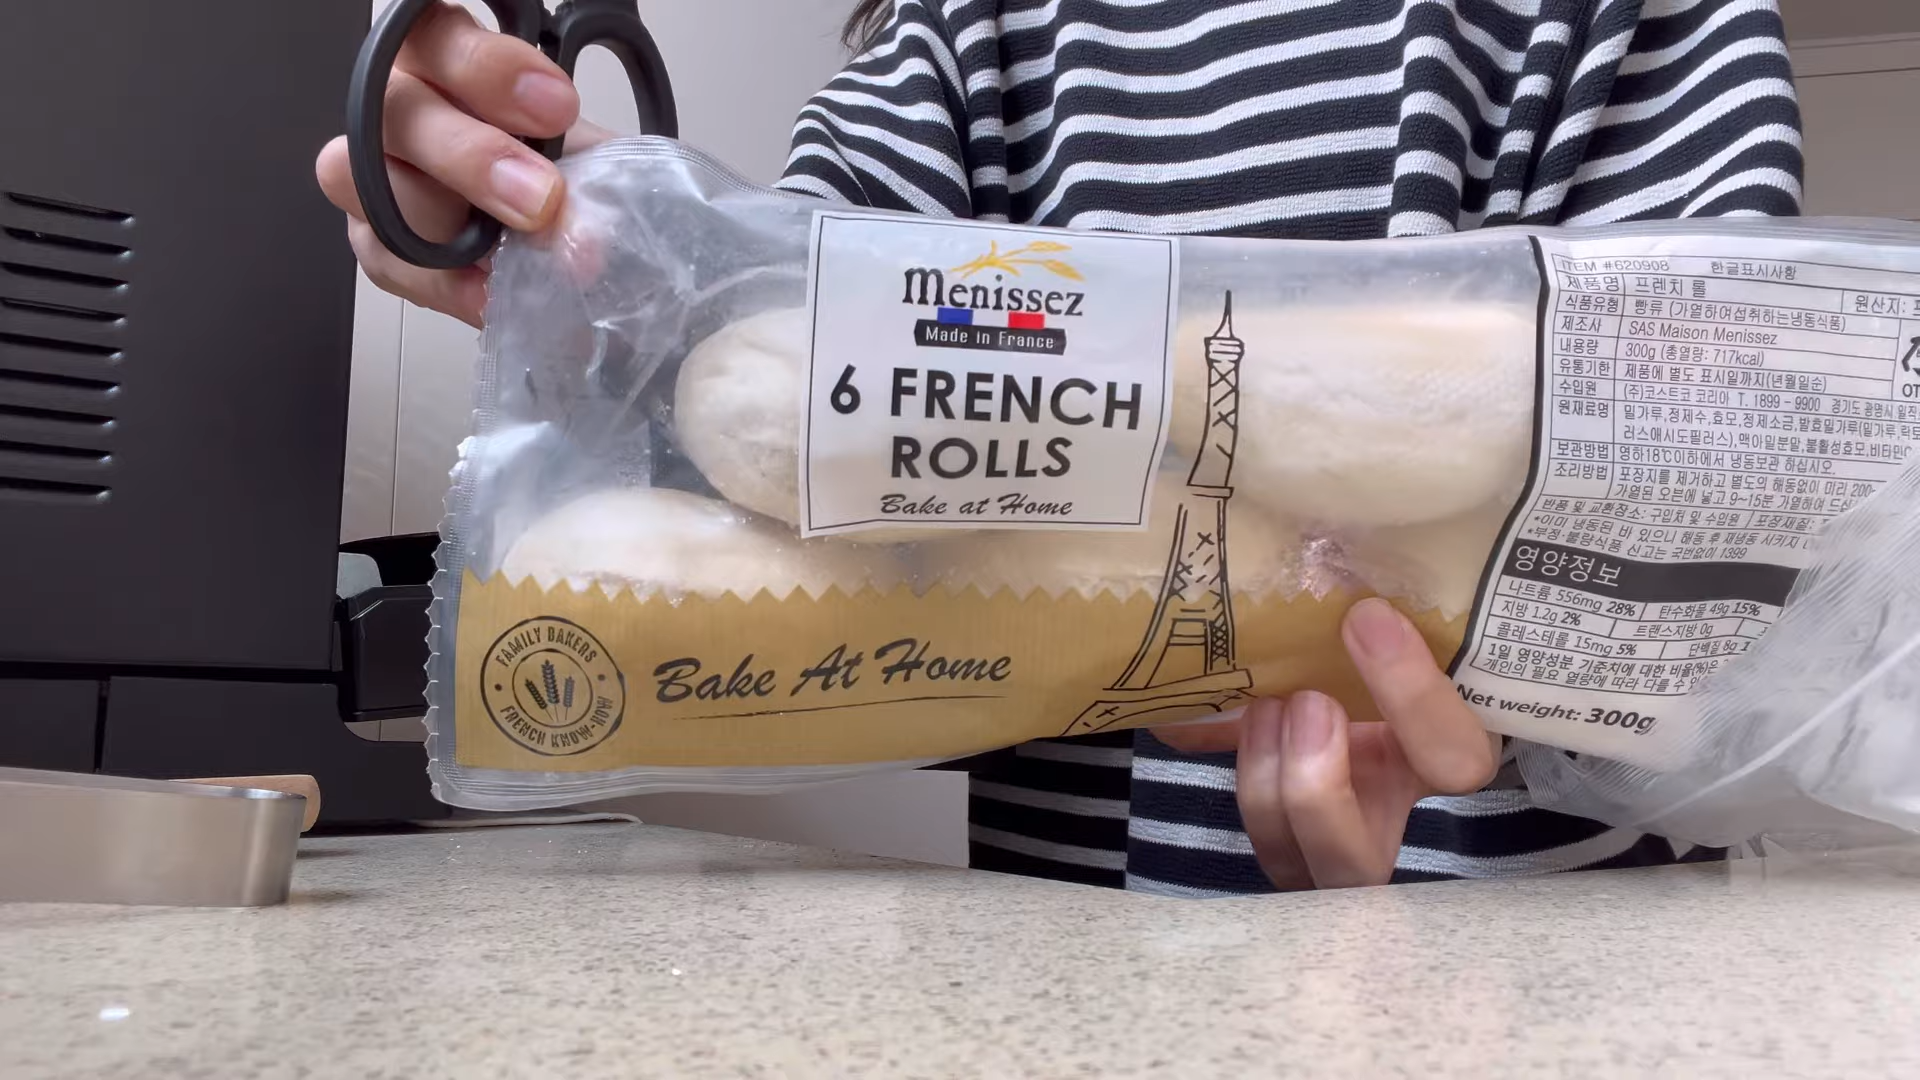 Menissez
Made in France
6 FRENCH
ROLLS
Bake at Home
FAMILY BAKERS
FRENCH KNOW-HOW
Bake At Home
ITEM #620908 한글표시사항
제품명 프렌치 롤 원산지:
식품유형 빵류 (가열하여섭취하는냉동식품)
제조사 SAS Maison Menissez
내용량 300g (총열량: 717kcal)
유통기한 제품에 별도 표시일까지(년월일순)
수입원 (주)코스트코 코리아 T. 1899 - 9900 경기도 광명시 일직
원재료명 밀가루,정제수,효모,정제소금,발효밀가루(밀가루,락토
러스애시도필러스),맥아밀분말,불활성효모,비타민C
보관방법 영하18℃이하에서 냉동보관 하십시오.
조리방법 포장지를 제거하고 별도의 해동없이 미리 200-
가열된 오븐에 넣고 9~15분 가열하여 드십
반품 및 교환장소: 구입처 및 수입원 포장재질:
*이미 냉동된 바 있으니 해동 후 재냉동 시키지
*부정·불량식품 신고는 국번없이 1399
영양정보
나트륨 556mg 28% 탄수화물 49g 15%
지방 1.2g 2% 트랜스지방 0g
콜레스테롤 15mg 5% 단백질 8g
1일 영양성분 기준치에 대한 비율(%)은
개인의 필요 열량에 따라 다를 수
Net weight: 300g